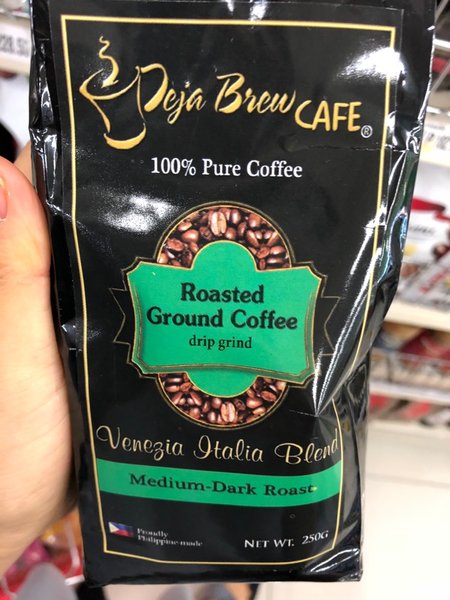 Deja Brew CAFE®
100% Pure Coffee
Roasted
Ground Coffee
drip grind
Venezia Italia Blend
Medium-Dark Roast
Proudly
Philippine-made
NET WT. 250G